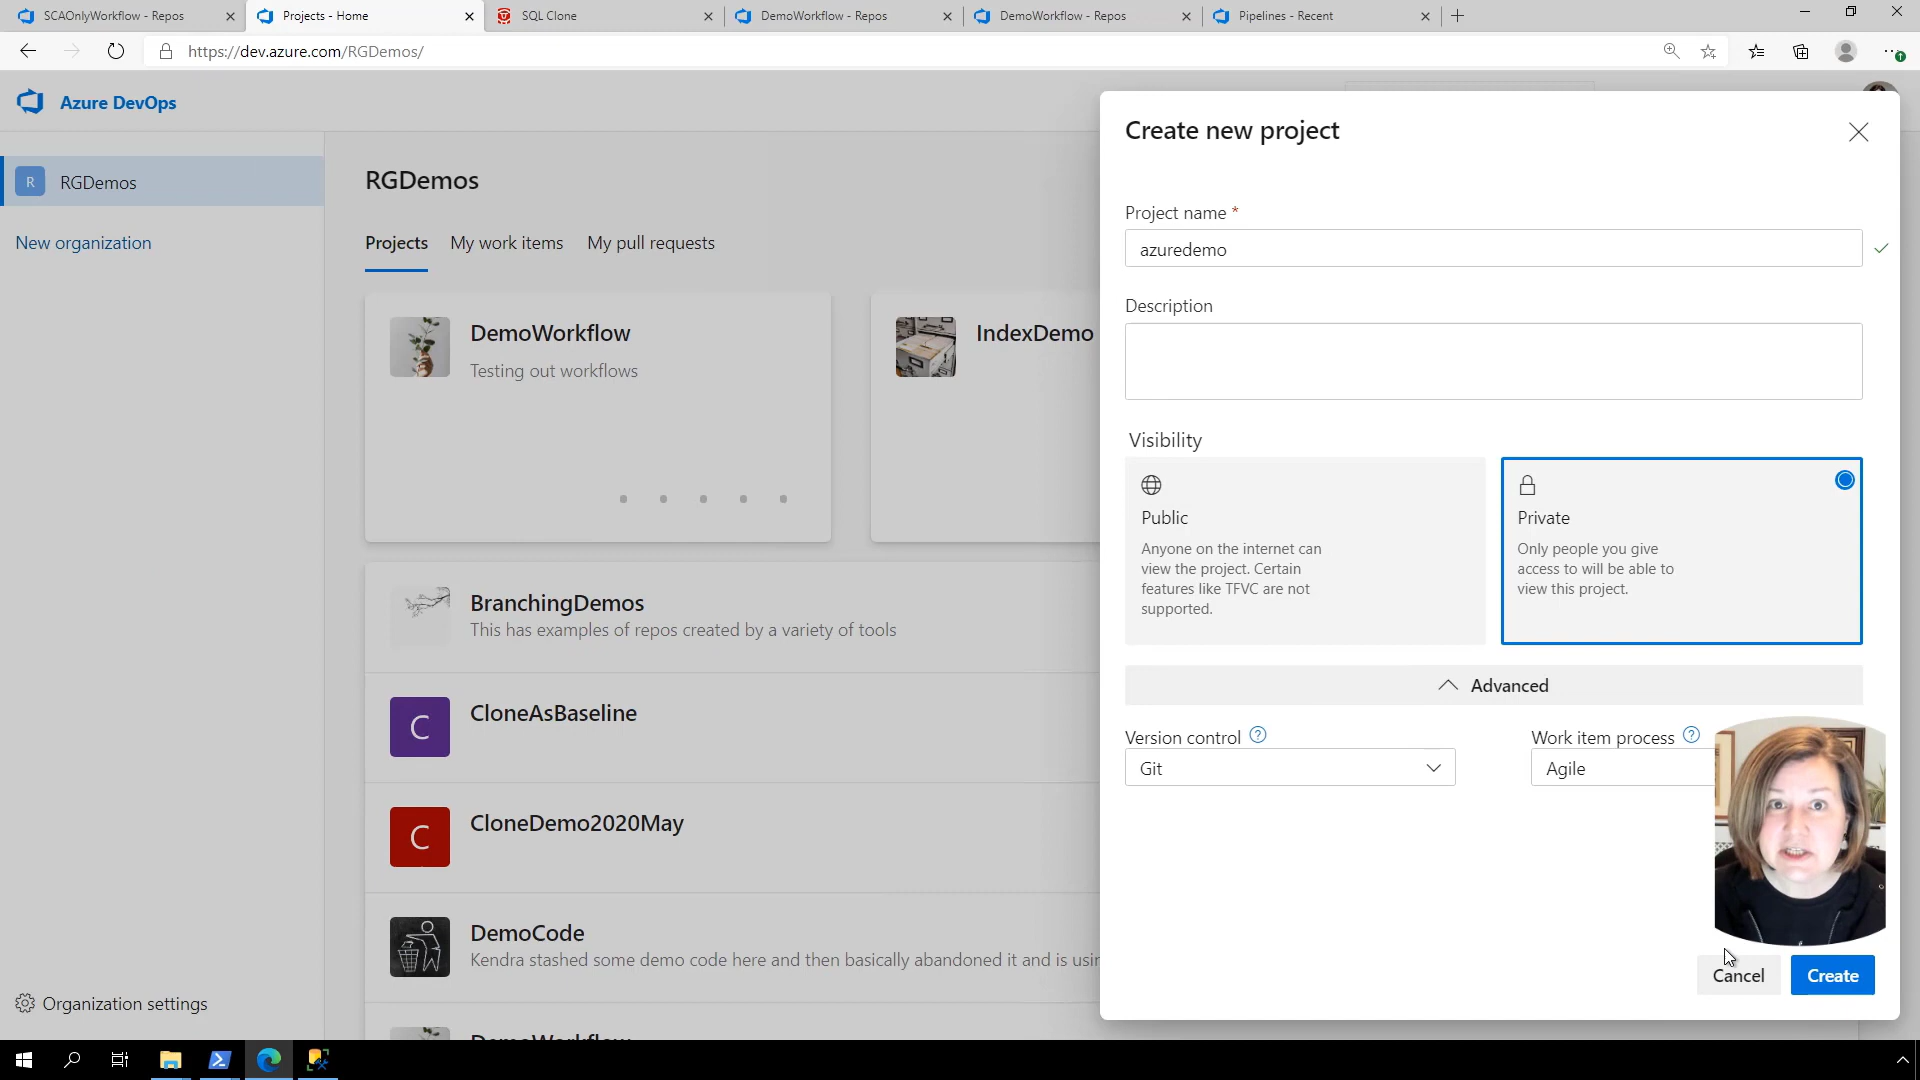 SCAOnlyWorkflow - Repos
Projects - Home
SQL Clone
DemoWorkflow - Repos
DemoWorkflow - Repos
Pipelines - Recent
https://dev.azure.com/RGDemos/
Azure DevOps
R
RGDemos
New organization
Organization settings
RGDemos
Projects
My work items
My pull requests
DemoWorkflow
Testing out workflows
IndexDemo
BranchingDemos
This has examples of repos created by a variety of tools
C
CloneAsBaseline
C
CloneDemo2020May
DemoCode
Kendra stashed some demo code here and then basically abandoned it and is usin
DemoWorkflow
Create new project
Project name *
azuredemo
Description
Visibility
Public
Anyone on the internet can
view the project. Certain
features like TFVC are not
supported.
Private
Only people you give
access to will be able to
view this project.
Advanced
Version control ?
Git
Work item process ?
Agile
Cancel
Create